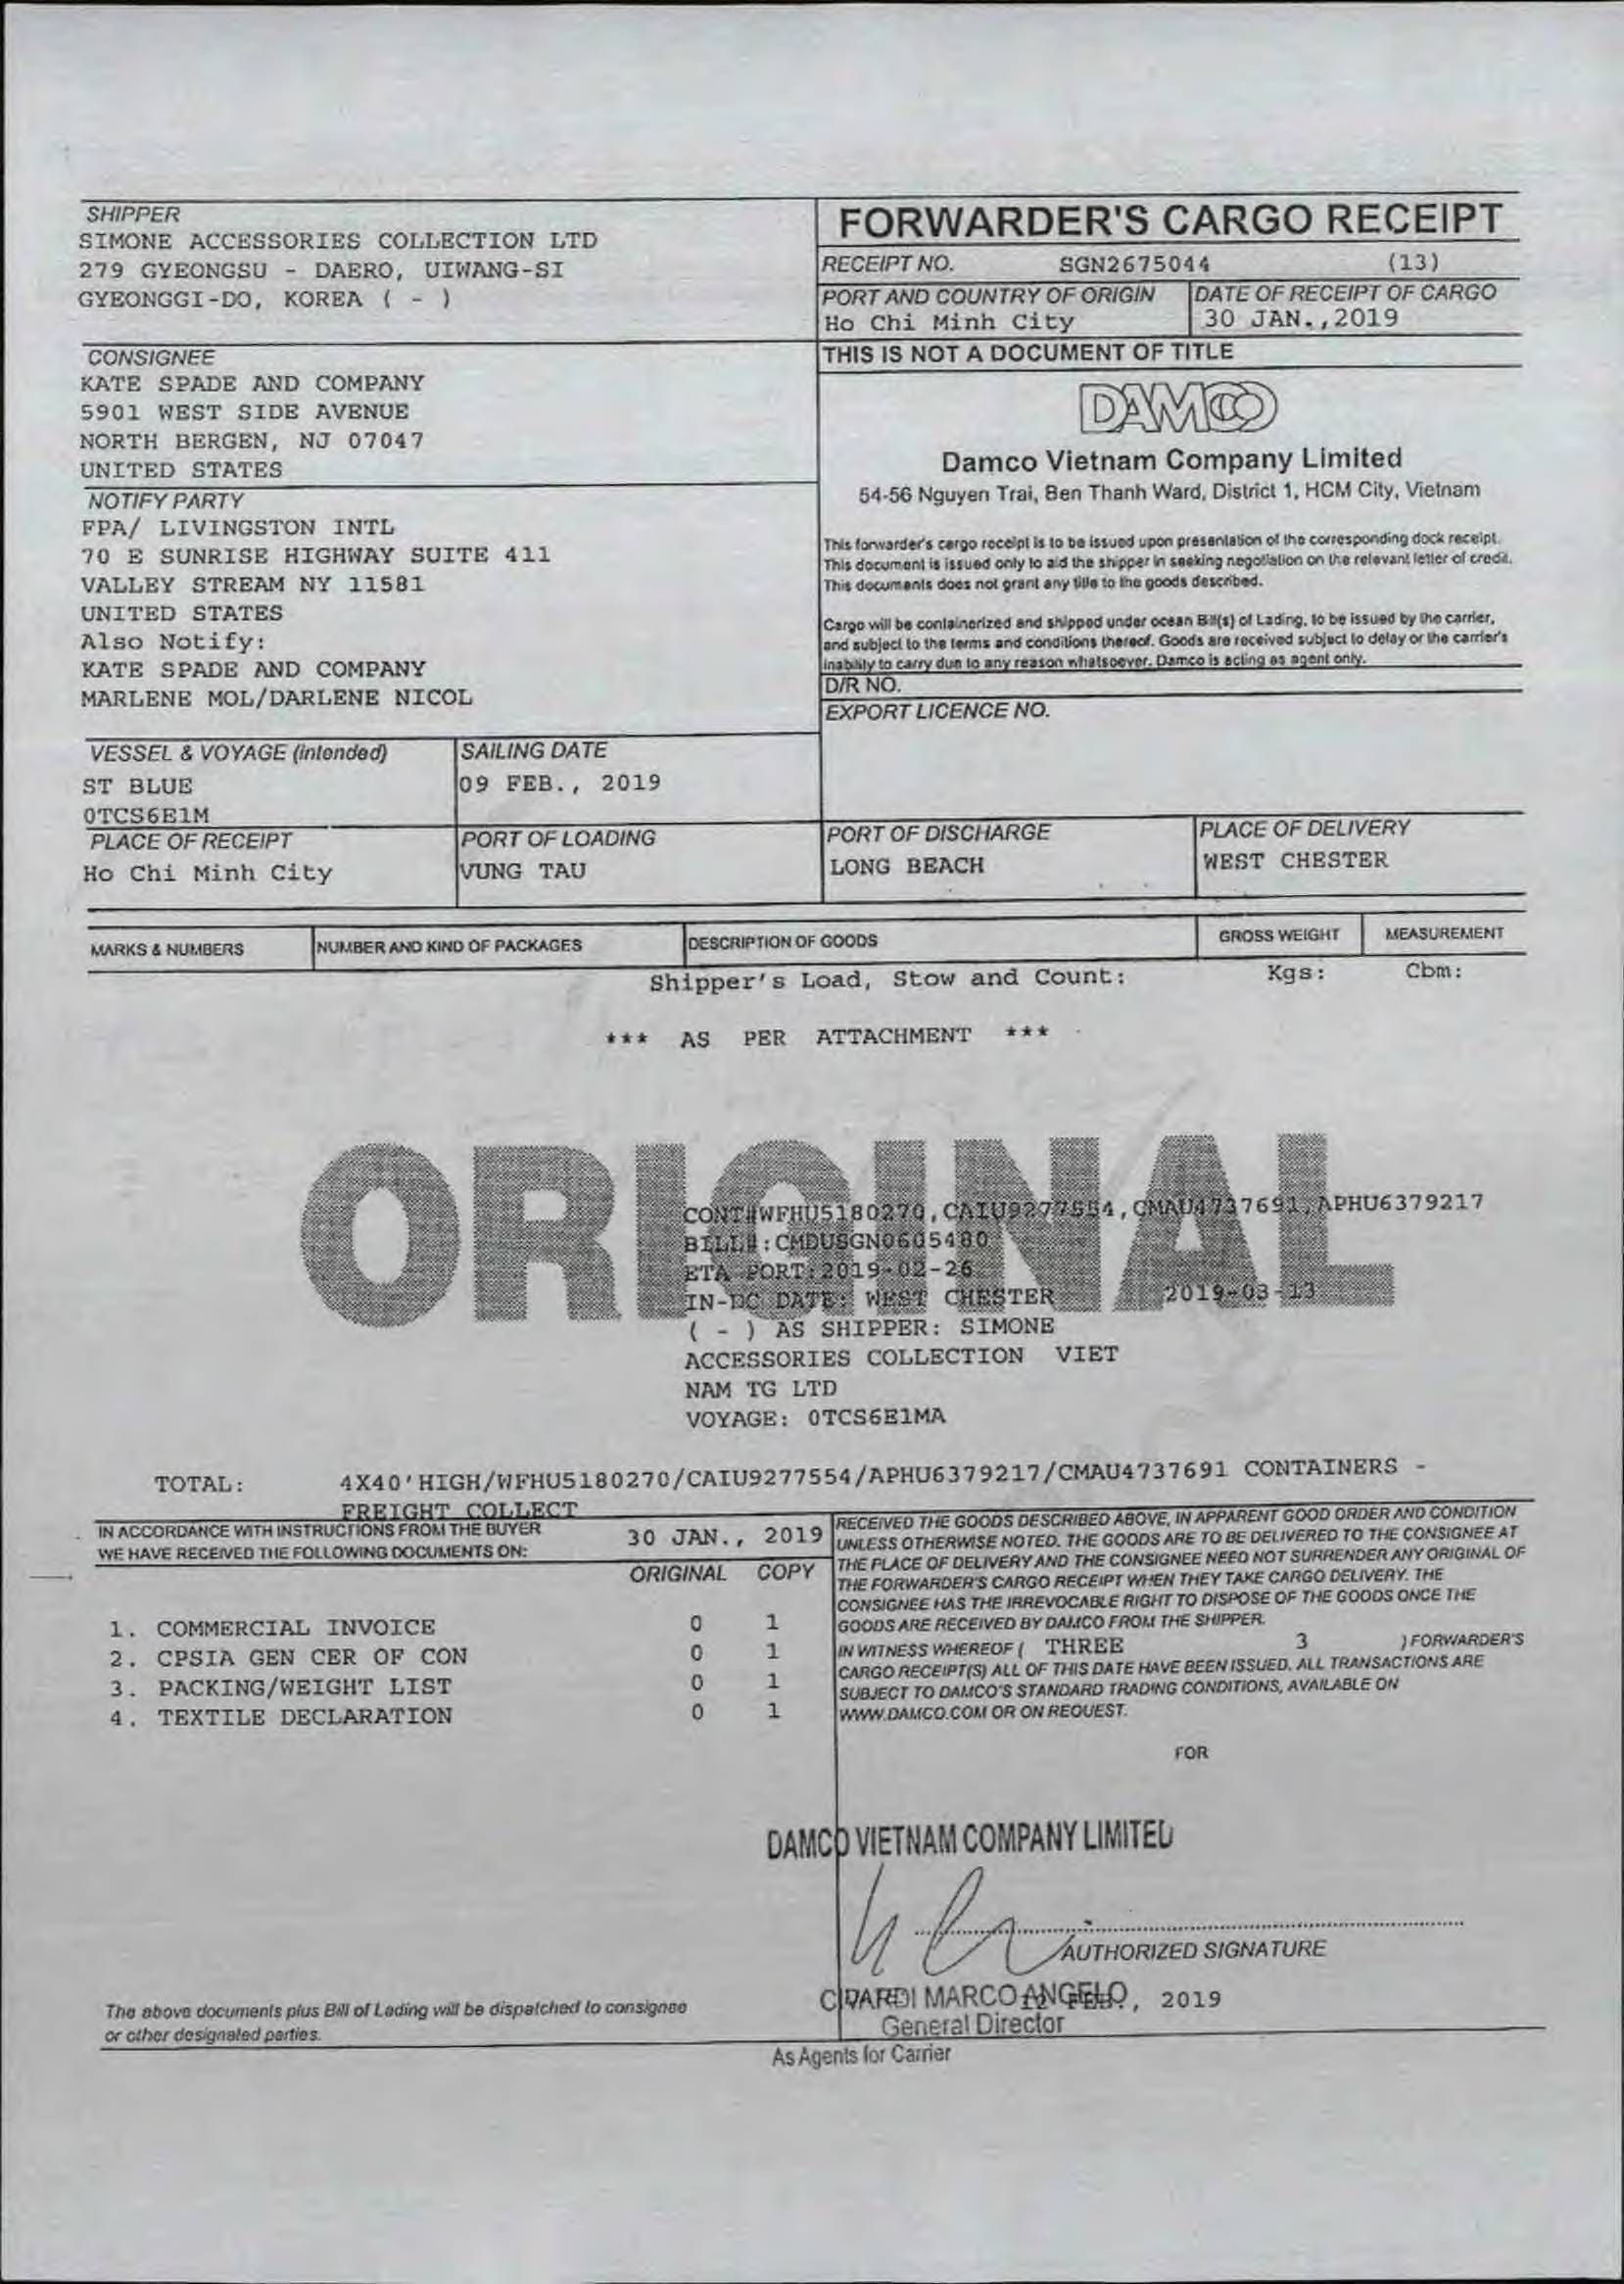 SHIPPER
SIMONE ACCESSORIES COLLECTION LTD
279 GYEONGSU - DAERO, UIWANG-SI
GYEONGGI-DO, KOREA ( - )
FORWARDER'S CARGO RECEIPT
RECEIPT NO. SGN2675044 (13)
PORT AND COUNTRY OF ORIGIN
Ho Chi Minh City
DATE OF RECEIPT OF CARGO
30 JAN.,2019
CONSIGNEE
KATE SPADE AND COMPANY
5901 WEST SIDE AVENUE
NORTH BERGEN, NJ 07047
UNITED STATES
THIS IS NOT A DOCUMENT OF TITLE
DAMCO
Damco Vietnam Company Limited
54-56 Nguyen Trai, Ben Thanh Ward, District 1, HCM City, Vietnam
NOTIFY PARTY
FPA/ LIVINGSTON INTL
70 E SUNRISE HIGHWAY SUITE 411
VALLEY STREAM NY 11581
UNITED STATES
Also Notify:
KATE SPADE AND COMPANY
MARLENE MOL/DARLENE NICOL
This forwarder's cargo receipt is to be issued upon presentation of the corresponding dock receipt.
This document is issued only to aid the shipper in seeking negotiation on the relevant letter of credit.
This documents does not grant any title to the goods described.
Cargo will be containerized and shipped under ocean Bill(s) of Lading, to be issued by the carrier,
and subject to the terms and conditions thereof. Goods are received subject to delay or the carrier's
inability to carry due to any reason whatsoever. Damco is acting as agent only.
D/R NO.
EXPORT LICENCE NO.
VESSEL & VOYAGE (intended)
ST BLUE
0TCS6E1M
SAILING DATE
09 FEB., 2019
PLACE OF RECEIPT
Ho Chi Minh City
PORT OF LOADING
VUNG TAU
PORT OF DISCHARGE
LONG BEACH
PLACE OF DELIVERY
WEST CHESTER
MARKS & NUMBERS NUMBER AND KIND OF PACKAGES DESCRIPTION OF GOODS GROSS WEIGHT MEASUREMENT
Shipper's Load, Stow and Count: Kgs: Cbm:
*** AS PER ATTACHMENT ***
ORIGINAL
CONT#WFHU5180270,CAIU9277554,CMAU4737691,APHU6379217
BILL#:CMDUSGN0605480
ETA PORT:2019-02-26
IN-DC DATE: WEST CHESTER 2019-03-13
( - ) AS SHIPPER: SIMONE
ACCESSORIES COLLECTION VIET
NAM TG LTD
VOYAGE: 0TCS6E1MA
TOTAL: 4X40'HIGH/WFHU5180270/CAIU9277554/APHU6379217/CMAU4737691 CONTAINERS -
FREIGHT COLLECT
IN ACCORDANCE WITH INSTRUCTIONS FROM THE BUYER
WE HAVE RECEIVED THE FOLLOWING DOCUMENTS ON: 30 JAN., 2019
ORIGINAL COPY
1. COMMERCIAL INVOICE 0 1
2. CPSIA GEN CER OF CON 0 1
3. PACKING/WEIGHT LIST 0 1
4. TEXTILE DECLARATION 0 1
RECEIVED THE GOODS DESCRIBED ABOVE, IN APPARENT GOOD ORDER AND CONDITION
UNLESS OTHERWISE NOTED. THE GOODS ARE TO BE DELIVERED TO THE CONSIGNEE AT
THE PLACE OF DELIVERY AND THE CONSIGNEE NEED NOT SURRENDER ANY ORIGINAL OF
THE FORWARDER'S CARGO RECEIPT WHEN THEY TAKE CARGO DELIVERY. THE
CONSIGNEE HAS THE IRREVOCABLE RIGHT TO DISPOSE OF THE GOODS ONCE THE
GOODS ARE RECEIVED BY DAMCO FROM THE SHIPPER.
IN WITNESS WHEREOF ( THREE 3 ) FORWARDER'S
CARGO RECEIPT(S) ALL OF THIS DATE HAVE BEEN ISSUED. ALL TRANSACTIONS ARE
SUBJECT TO DAMCO'S STANDARD TRADING CONDITIONS, AVAILABLE ON
WWW.DAMCO.COM OR ON REQUEST.
FOR
DAMCO VIETNAM COMPANY LIMITED
AUTHORIZED SIGNATURE
MARCO ANGELO
, 2019
General Director
The above documents plus Bill of Lading will be dispatched to consignee
or other designated parties.
As Agents for Carrier